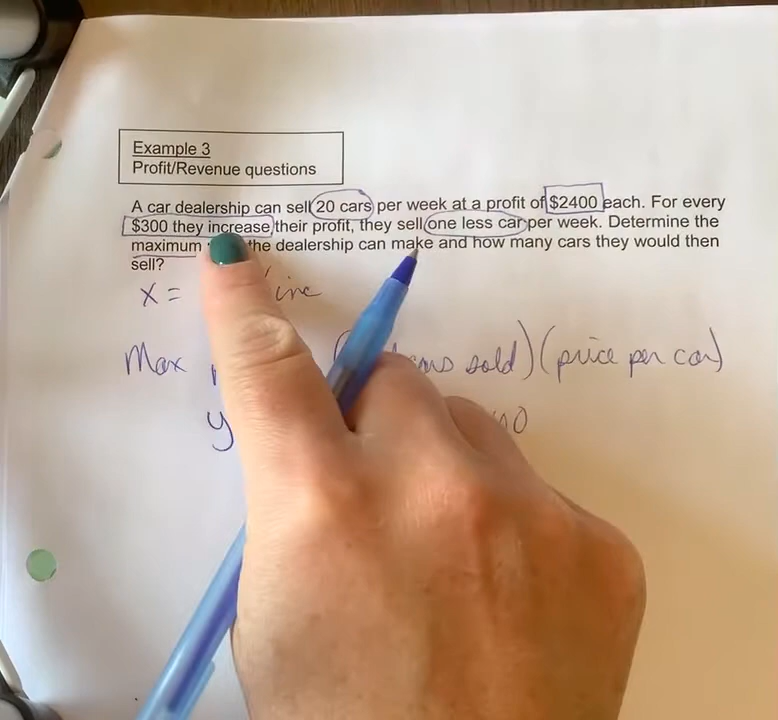 Example 3
Profit/Revenue questions
A car dealership can sell 20 cars per week at a profit of $2400 each. For every
$300 they increase their profit, they sell one less car per week. Determine the
maximum the dealership can make and how many cars they would then
sell?
x = inc
Max sold) (price per car)
y